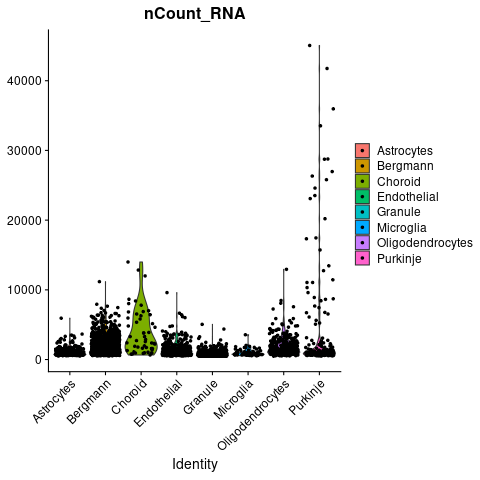 nCount_RNA
40000
30000
20000
10000
0
Astrocytes
Bergmann
Choroid
Endothelial
Granule
Microglia
Oligodendrocytes
Purkinje
Identity
Astrocytes
Bergmann
Choroid
Endothelial
Granule
Microglia
Oligodendrocytes
Purkinje